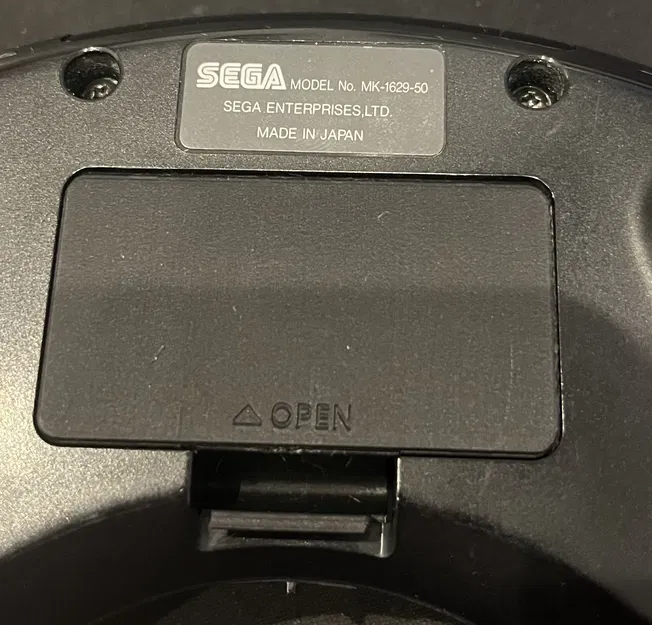 SEGA MODEL No. MK-1629-50
SEGA ENTERPRISES,LTD.
MADE IN JAPAN
△ OPEN